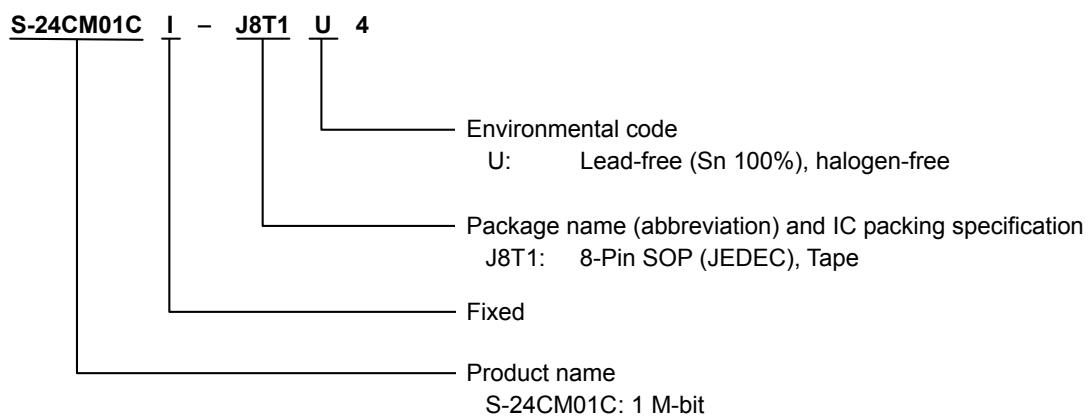 S-24CM01C I – J8T1 U 4
Environmental code
U: Lead-free (Sn 100%), halogen-free
Package name (abbreviation) and IC packing specification
J8T1: 8-Pin SOP (JEDEC), Tape
Fixed
Product name
S-24CM01C: 1 M-bit